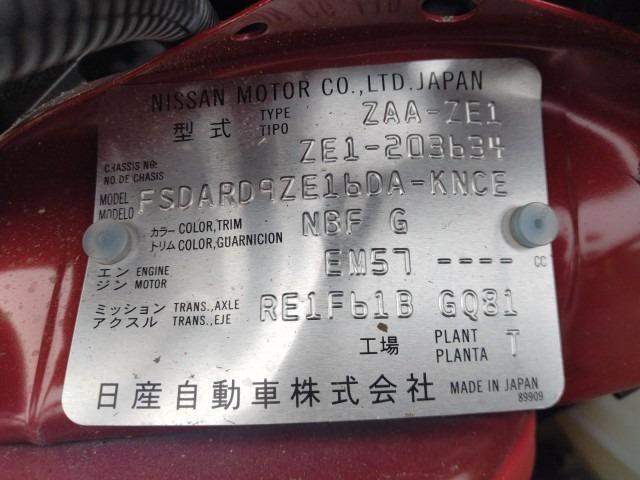 NISSAN MOTOR CO.,LTD.JAPAN
型式 TYPE TIPO ZAA-ZE1
CHASSIS NO. NO.DE CHASIS ZE1-203634
MODEL MODELO FSDARD9ZE16DA-KNCE
カラー COLOR,TRIM NBF G
トリム COLOR,GUARNICION
エンジン ENGINE MOTOR EM57 ---- CC
ミッション TRANS.,AXLE RE1F61B GQ81
アクスル TRANS.,EJE
工場 PLANT PLANTA T
日産自動車株式会社 MADE IN JAPAN
89909